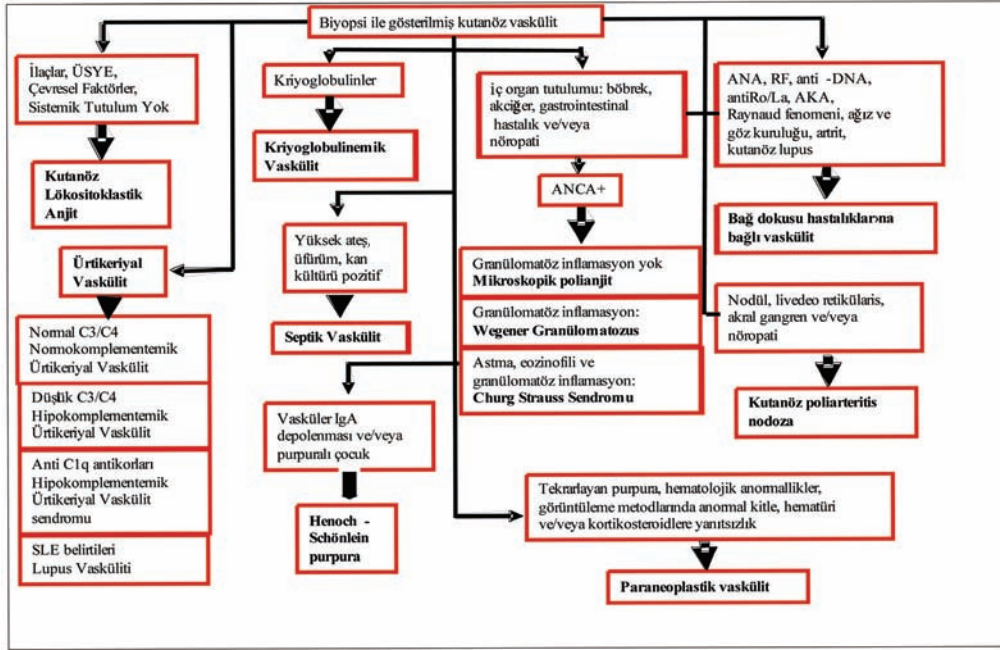 Biyopsi ile gösterilmiş kutanöz vaskülit
İlaçlar, ÜSYE,
Çevresel Faktörler,
Sistemik Tutulum Yok
Kutanöz
Lökositoklastik
Anjit
Ürtikeriyal
Vaskülit
Normal C3/C4
Normokomplementemik
Ürtikeriyal Vaskülit
Düşük C3/C4
Hipokomplementemik
Ürtikeriyal Vaskülit
Anti C1q antikorları
Hipokomplementemik
Ürtikeriyal Vaskülit
sendromu
SLE belirtileri
Lupus Vasküliti
Kriyoglobulinler
Kriyoglobulinemik
Vaskülit
Yüksek ateş,
üfürüm, kan
kültürü pozitif
Septik Vaskülit
Vasküler IgA
depolenması ve/veya
purpuralı çocuk
Henoch -
Schönlein
purpura
iç organ tutulumu: böbrek,
akciğer, gastrointestinal
hastalık ve/veya
nöropati
ANCA+
Granülomatöz inflamasyon yok
Mikroskopik polianjit
Granülomatöz inflamasyon:
Wegener Granülomatozus
Astma, eozinofili ve
granülomatöz inflamasyon:
Churg Strauss Sendromu
ANA, RF, anti -DNA,
antiRo/La, AKA,
Raynaud fenomeni, ağız ve
göz kuruluğu, artrit,
kutanöz lupus
Bağ dokusu hastalıklarına
bağlı vaskülit
Nodül, livedeo retikülaris,
akral gangren ve/veya
nöropati
Kutanöz poliarteritis
nodoza
Tekrarlayan purpura, hematolojik anormallikler,
görüntüleme metodlarında anormal kitle, hematüri
ve/veya kortikosteroidlere yanıtsızlık
Paraneoplastik vaskülit